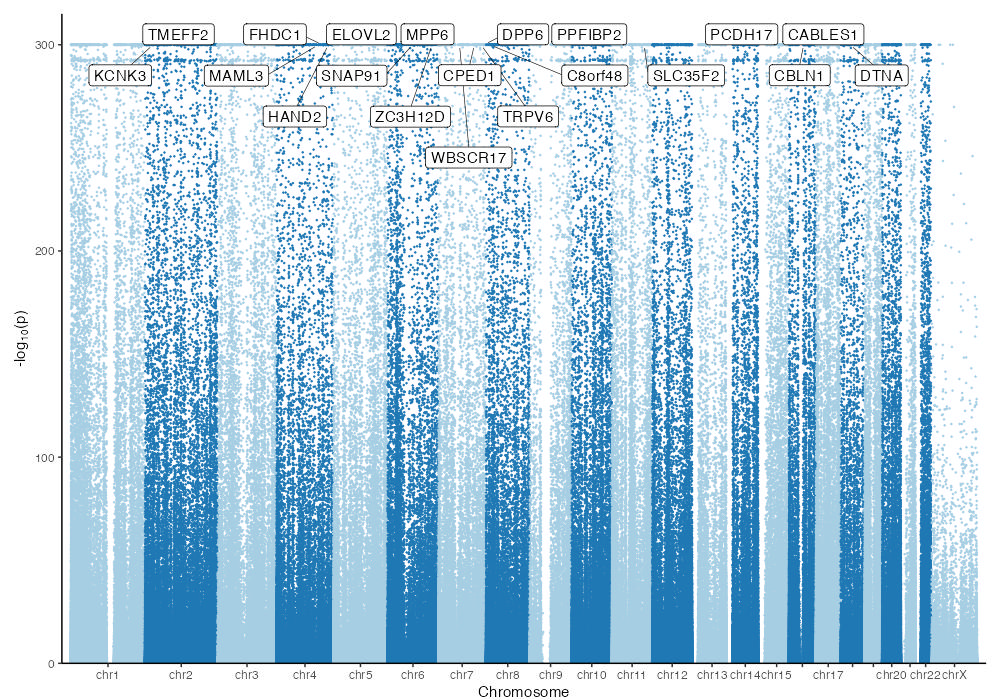 TMEFF2 FHDC1 ELOVL2 MPP6 DPP6 PPFIBP2 PCDH17 CABLES1
KCNK3 MAML3 SNAP91 CPED1 C8orf48 SLC35F2 CBLN1 DTNA
HAND2 ZC3H12D TRPV6
WBSCR17
300
200
100
0
-log10(p)
chr1 chr2 chr3 chr4 chr5 chr6 chr7 chr8 chr9 chr10 chr11 chr12 chr13 chr14 chr15 chr17 chr20 chr22 chrX
Chromosome